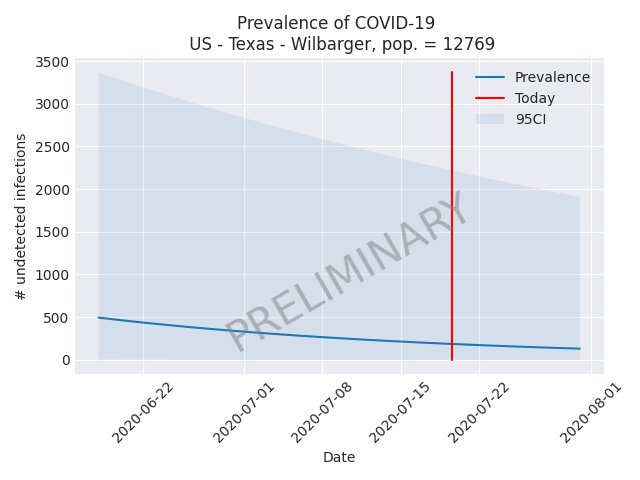 Prevalence of COVID-19
US - Texas - Wilbarger, pop. = 12769
3500
3000
2500
2000
1500
1000
500
0
# undetected infections
Prevalence
Today
95CI
PRELIMINARY
2020-06-22
2020-07-01
2020-07-08
2020-07-15
2020-07-22
2020-08-01
Date